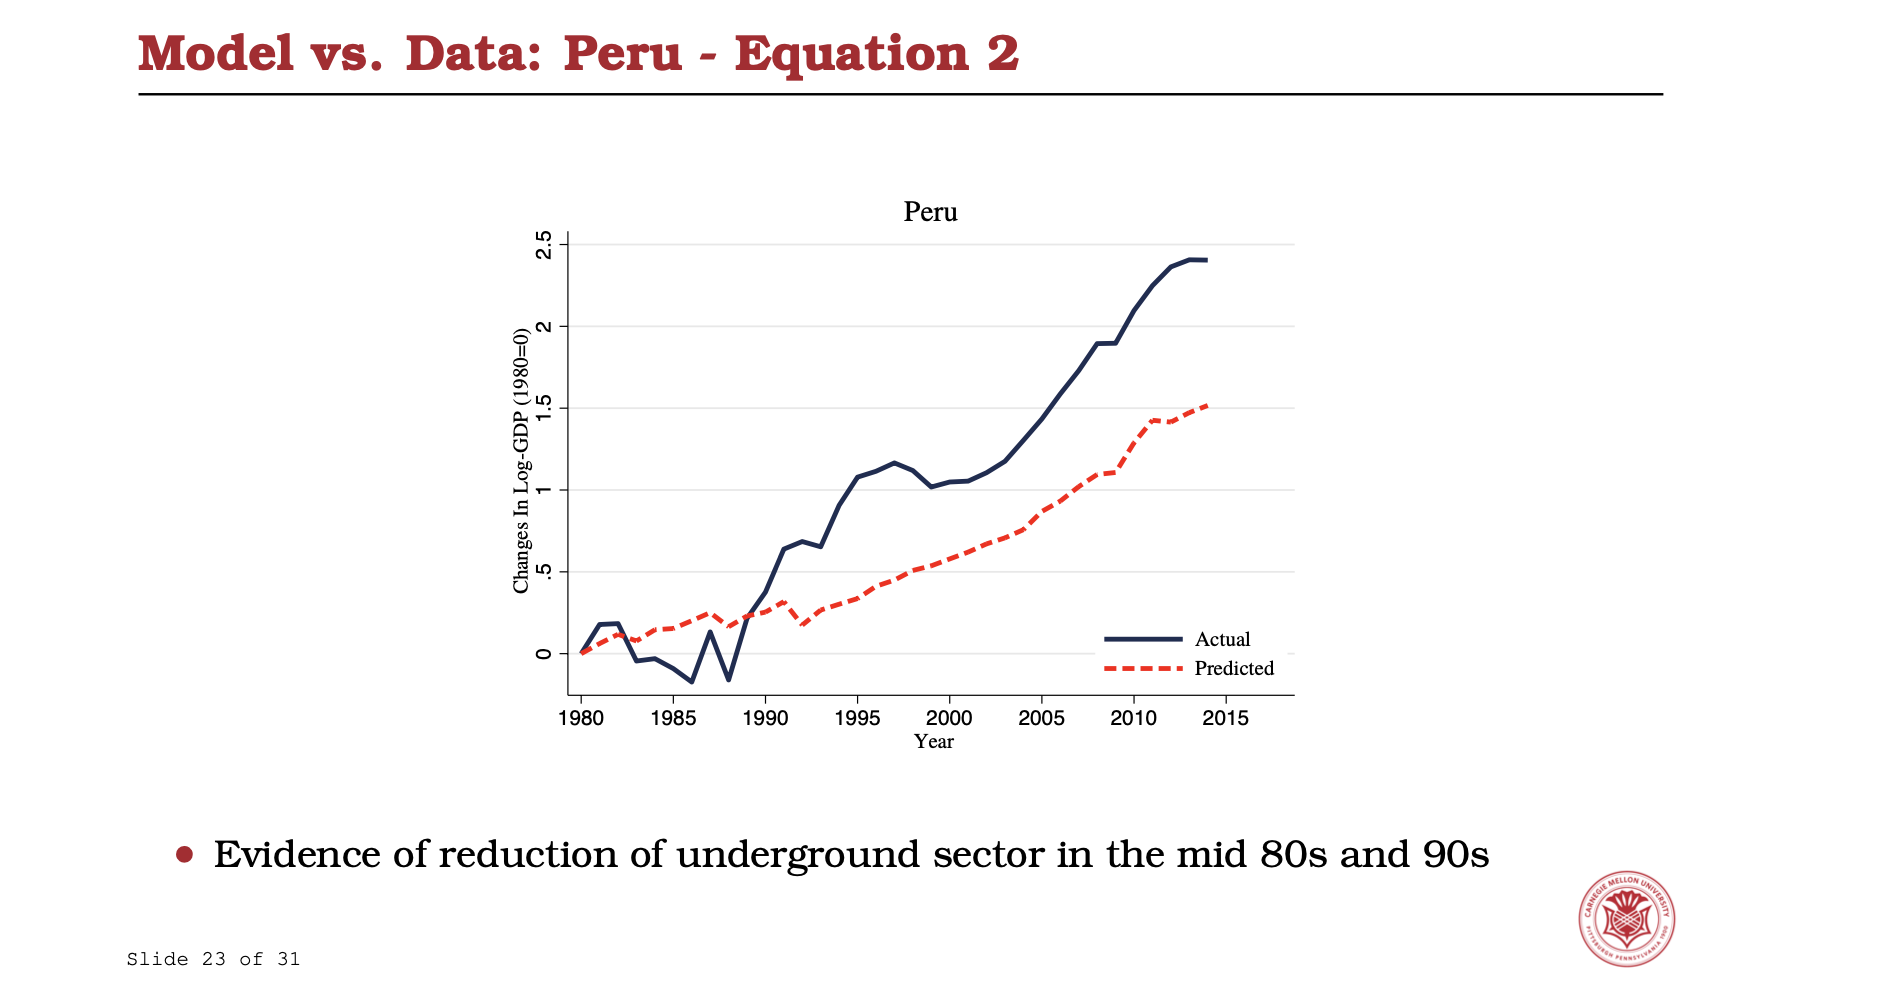 Model vs. Data: Peru - Equation 2
Peru
Changes In Log-GDP (1980=0)
2.5
2
1.5
1
.5
0
Actual
Predicted
1980 1985 1990 1995 2000 2005 2010 2015
Year
Evidence of reduction of underground sector in the mid 80s and 90s
CARNEGIE MELLON UNIVERSITY
PITTSBURGH PENNSYLVANIA 1900
Slide 23 of 31